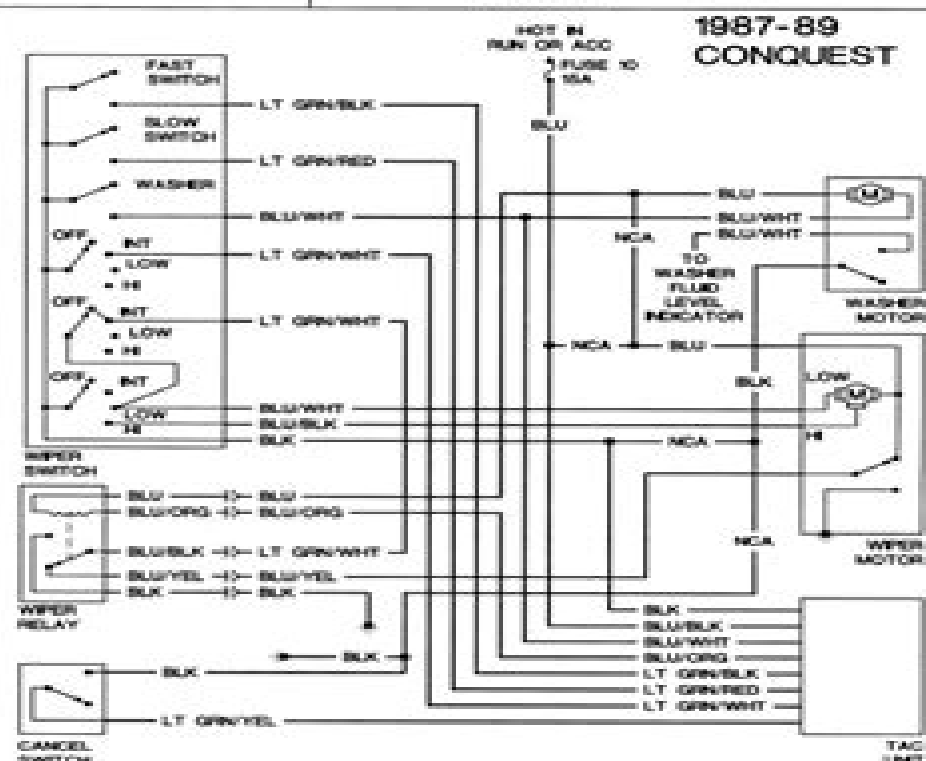 1987-89
CONQUEST
HOT IN
RUN OR ACC
FUSE 10
15A
BLU
FAST
SWITCH
LT GRN/BLK
SLOW
SWITCH
LT GRN/RED
WASHER
BLU/WHT
OFF
INT
LOW
HI
LT GRN/WHT
OFF
INT
LOW
HI
LT GRN/WHT
OFF
INT
LOW
HI
BLU/WHT
BLU/BLK
BLK
WIPER
SWITCH
BLU
BLU/WHT
BLU/WHT
NCA
TO
WASHER
FLUID
LEVEL
INDICATOR
WASHER
MOTOR
M
NCA
BLU
BLK
LOW
M
HI
NCA
NCA
WIPER
MOTOR
BLU
BLU
BLU/ORG
BLU/ORG
BLU/BLK
LT GRN/WHT
BLU/YEL
BLU/YEL
BLK
BLK
WIPER
RELAY
BLK
BLK
LT GRN/YEL
CANCEL
SWITCH
BLK
BLU/BLK
BLU/WHT
BLU/ORG
LT GRN/BLK
LT GRN/RED
LT GRN/WHT
TAC
UNIT